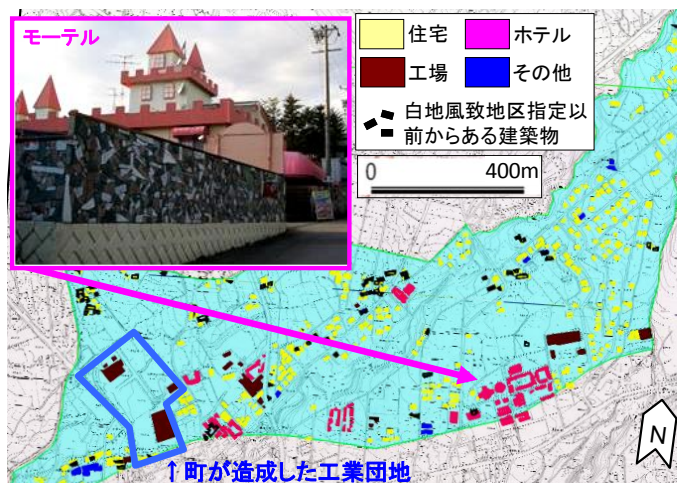 モーテル
住宅
ホテル
工場
その他
白地風致地区指定以
前からある建築物
0 400m
N
↑町が造成した工業団地